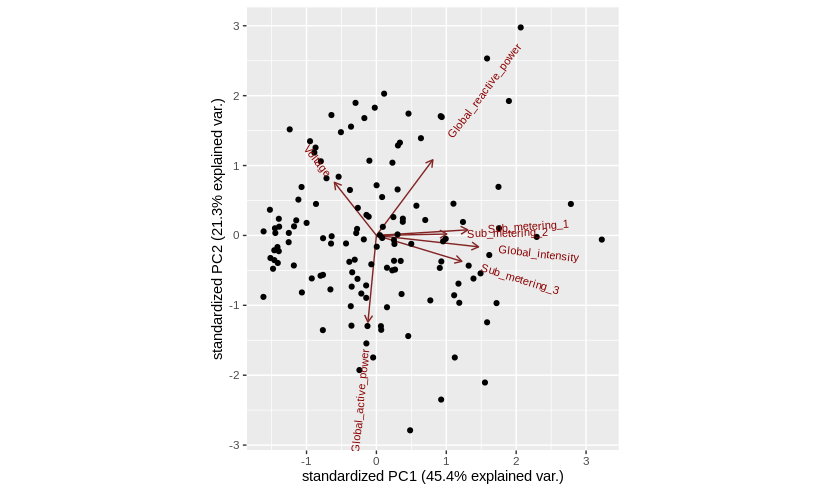 3
2
1
0
-1
-2
-3
standardized PC2 (21.3% explained var.)
Global_reactive_power
Voltage
Sub_metering_1
Sub_metering_2
Global_intensity
Sub_metering_3
Global_active_power
-1
0
1
2
3
standardized PC1 (45.4% explained var.)